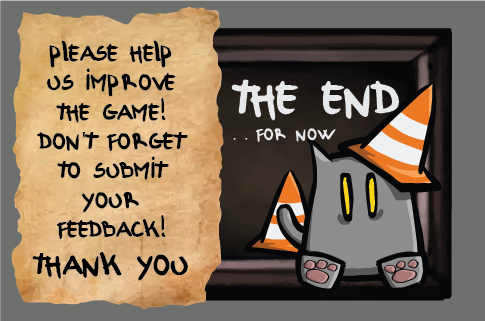 PLEASE HELP
US IMPROVE
THE GAME!
DON'T FORGET
TO SUBMIT
YOUR
FEEDBACK!
THANK YOU
THE END
.. FOR NOW